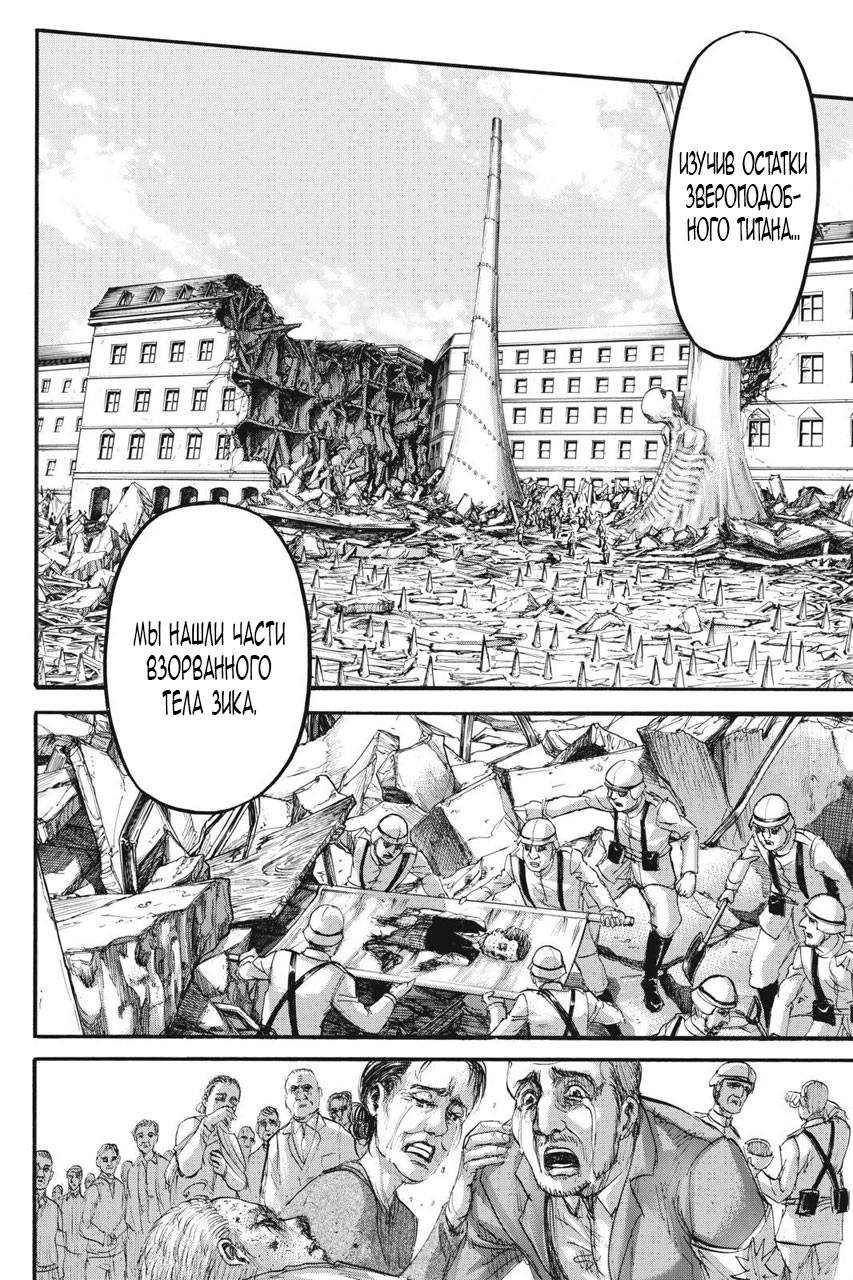 ИЗУЧИВ ОСТАТКИ
ЗВЕРОПОДОБ-
НОГО ТИТАНА...
МЫ НАШЛИ ЧАСТИ
ВЗОРВАННОГО
ТЕЛА ЗИКА.